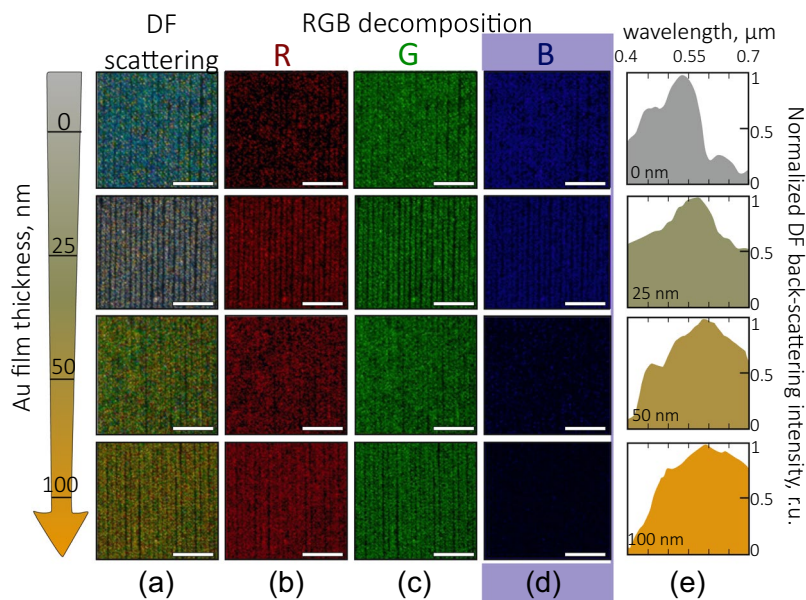 DF
scattering
RGB decomposition
R
G
B
wavelength, µm
0.4
0.55
0.7
Au film thickness, nm
0
25
50
100
0 nm
1
0.5
0
25 nm
1
0.5
0
50 nm
1
0.5
0
100 nm
1
0.5
0
Normalized DF back-scattering intensity, r.u.
(a)
(b)
(c)
(d)
(e)